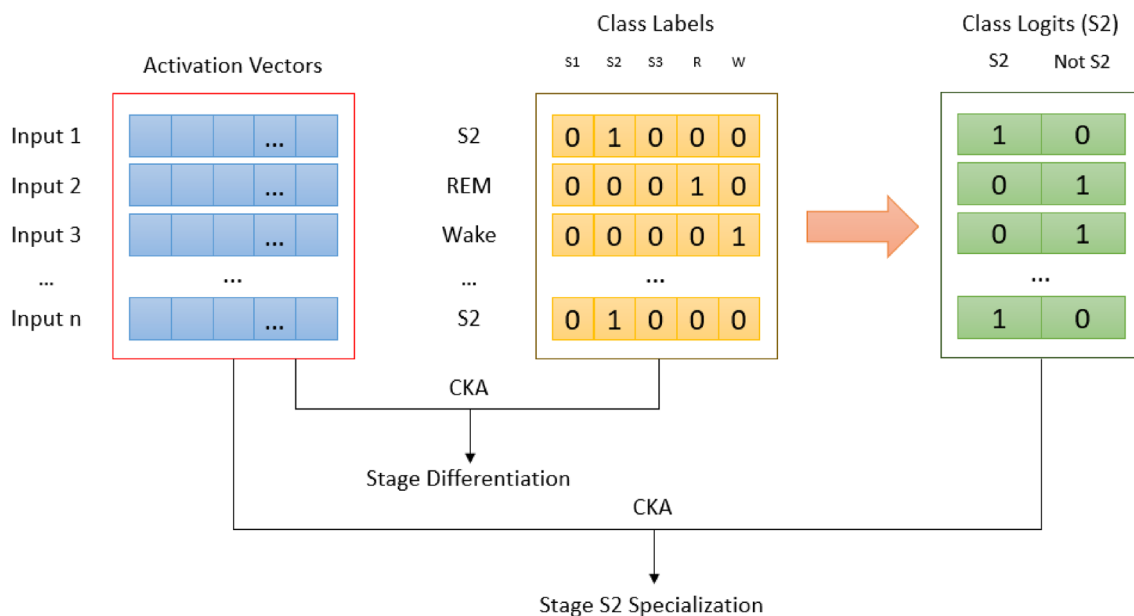 Class Labels
Class Logits (S2)
Activation Vectors
S1 S2 S3 R W
S2 Not S2
Input 1 ... S2 0 1 0 0 0 1 0
Input 2 ... REM 0 0 0 1 0 0 1
Input 3 ... Wake 0 0 0 0 1 0 1
... ... ... ... ...
Input n ... S2 0 1 0 0 0 1 0
CKA
Stage Differentiation
CKA
Stage S2 Specialization